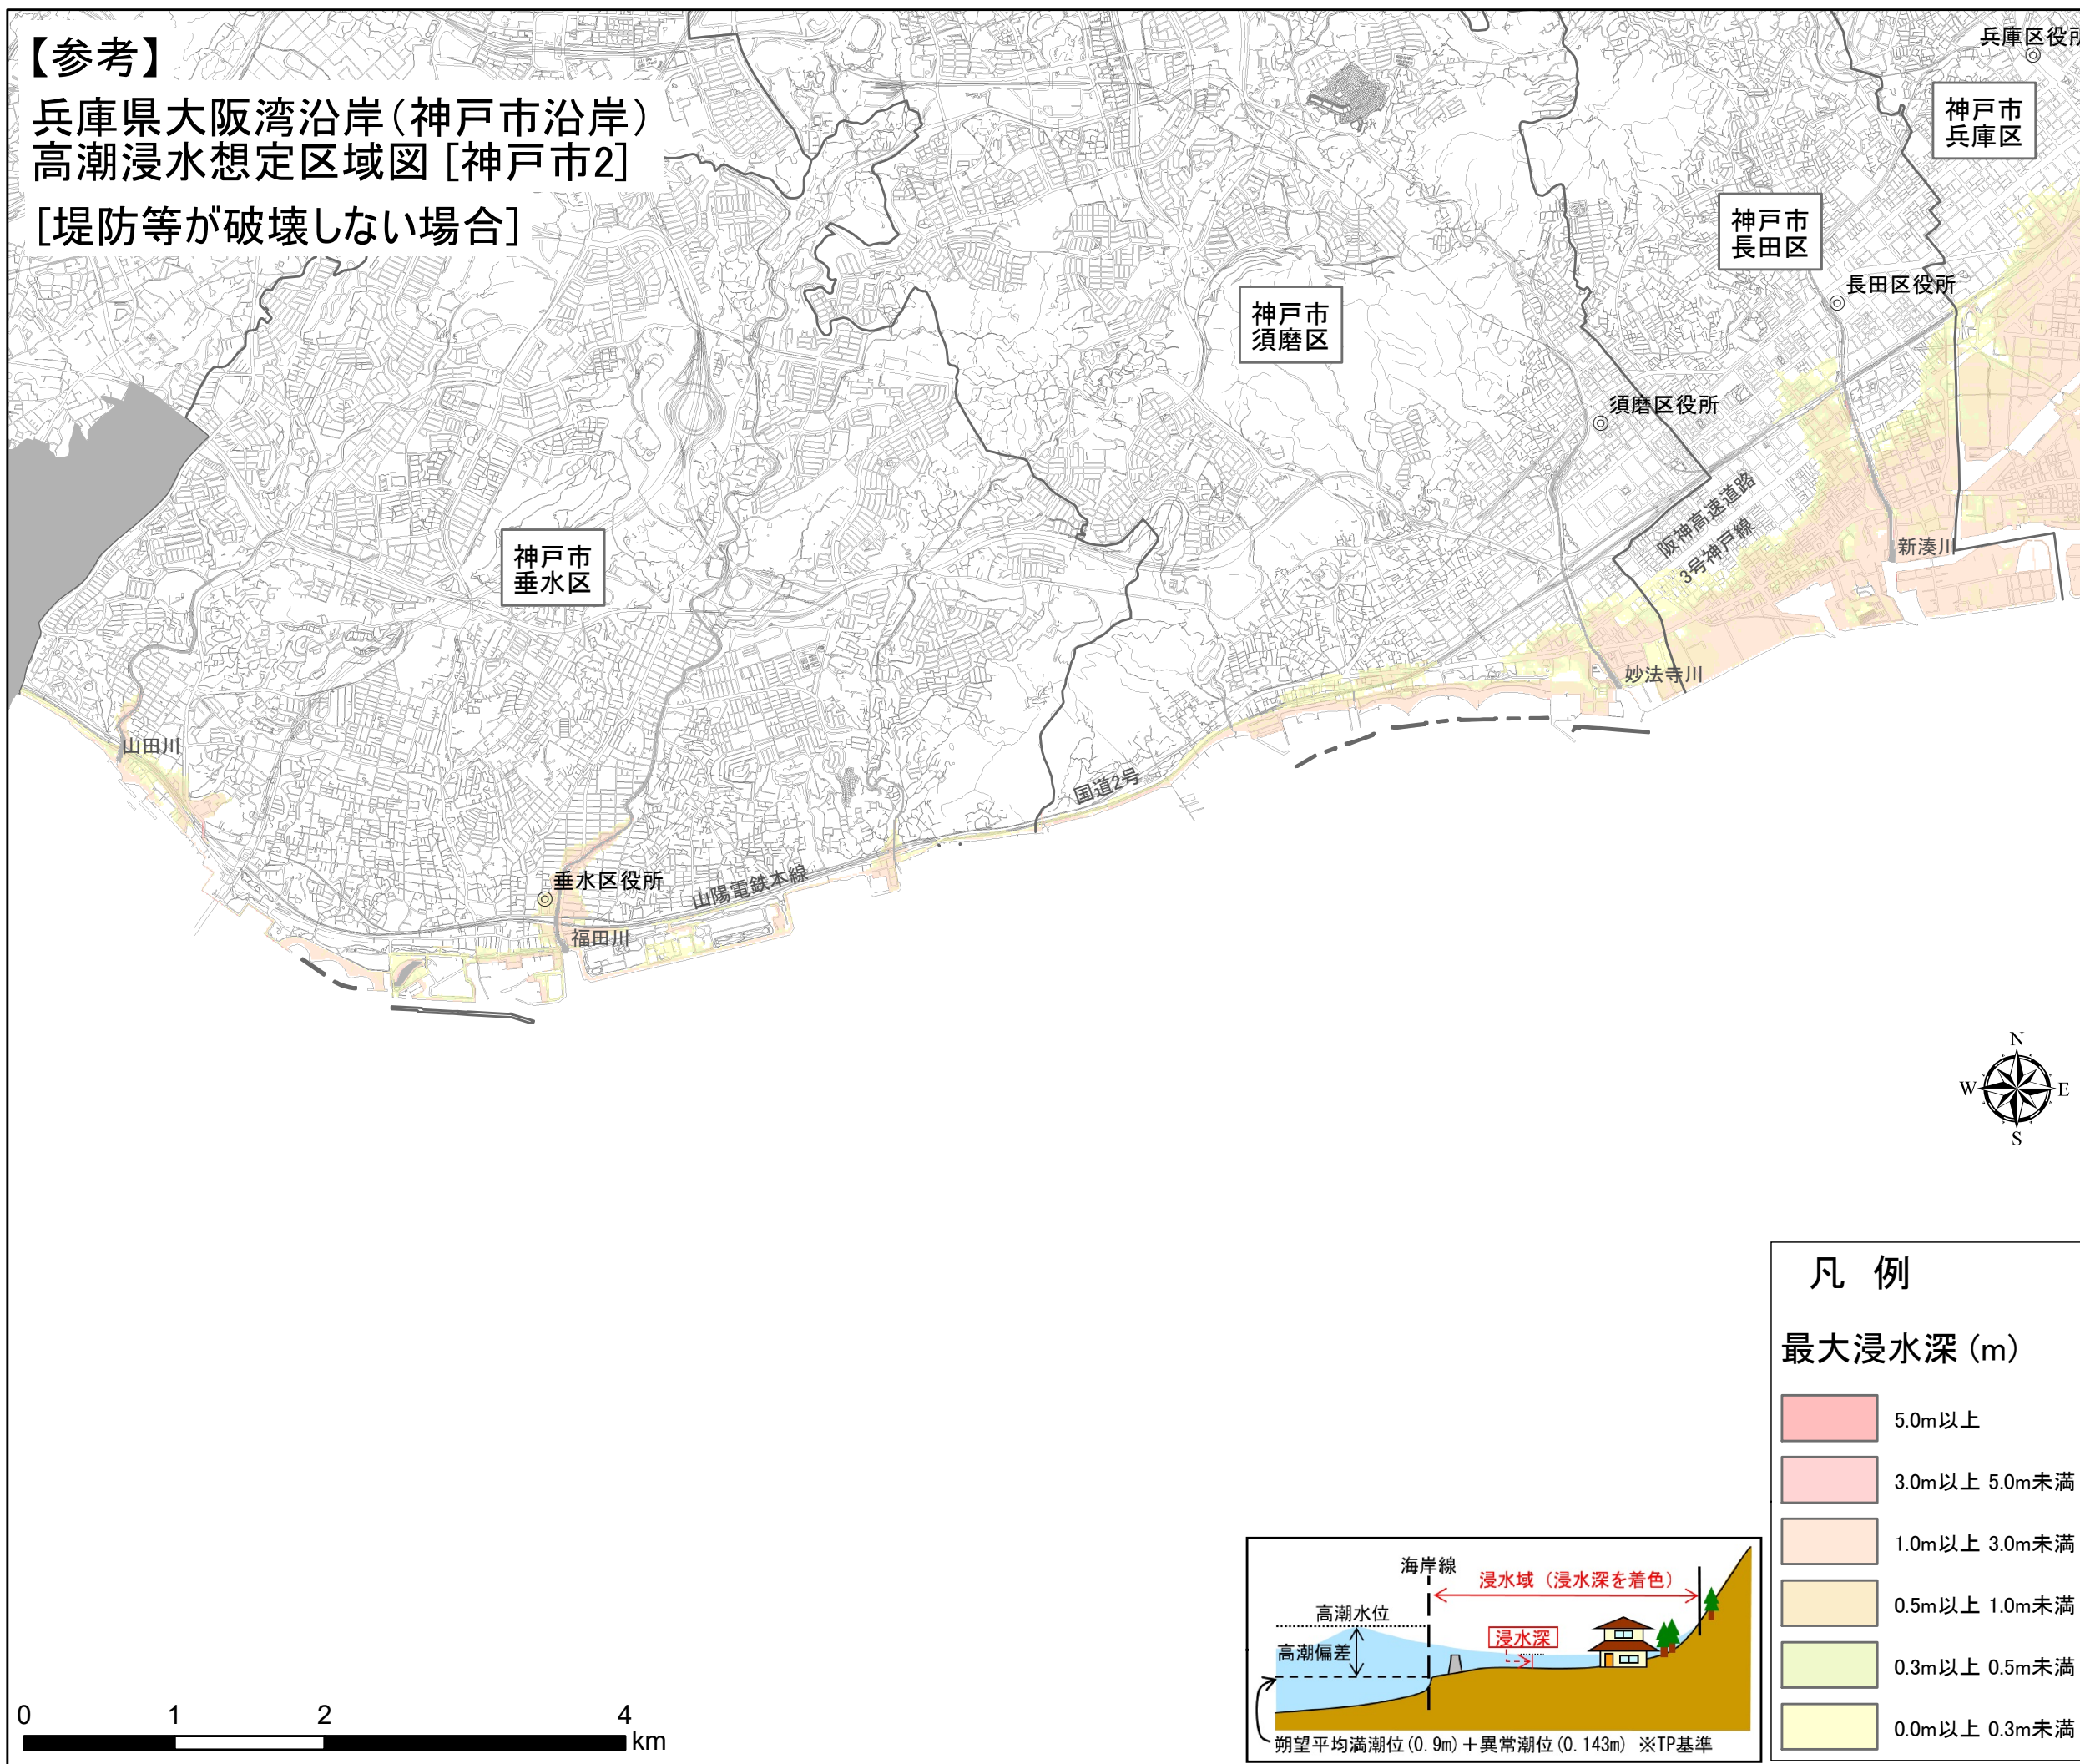 【参考】
兵庫県大阪湾沿岸(神戸市沿岸)
高潮浸水想定区域図 [神戸市2]
[堤防等が破壊しない場合]
兵庫区役所
神戸市
兵庫区
神戸市
長田区
長田区役所
神戸市
須磨区
須磨区役所
阪神高速道路
3号神戸線
新湊川
神戸市
垂水区
妙法寺川
山田川
国道2号
垂水区役所
山陽電鉄本線
福田川
N
W
E
S
凡 例
最大浸水深 (m)
5.0m以上
3.0m以上 5.0m未満
1.0m以上 3.0m未満
0.5m以上 1.0m未満
0.3m以上 0.5m未満
0.0m以上 0.3m未満
海岸線
浸水域 (浸水深を着色)
高潮水位
浸水深
高潮偏差
朔望平均満潮位(0.9m)+異常潮位(0.143m) ※TP基準
0 1 2 4
km